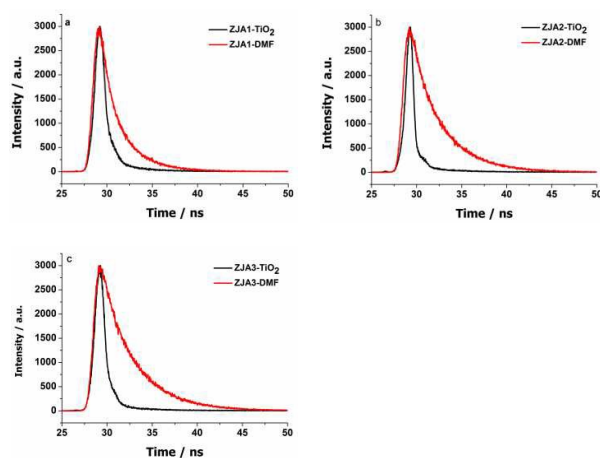 a
ZJA1-TiO₂
ZJA1-DMF
Intensity / a.u.
3000
2500
2000
1500
1000
500
0
25 30 35 40 45 50
Time / ns
b
ZJA2-TiO₂
ZJA2-DMF
Intensity / a.u.
3000
2500
2000
1500
1000
500
0
25 30 35 40 45 50
Time / ns
c
ZJA3-TiO₂
ZJA3-DMF
Intensity / a.u.
3000
2500
2000
1500
1000
500
0
25 30 35 40 45 50
Time / ns